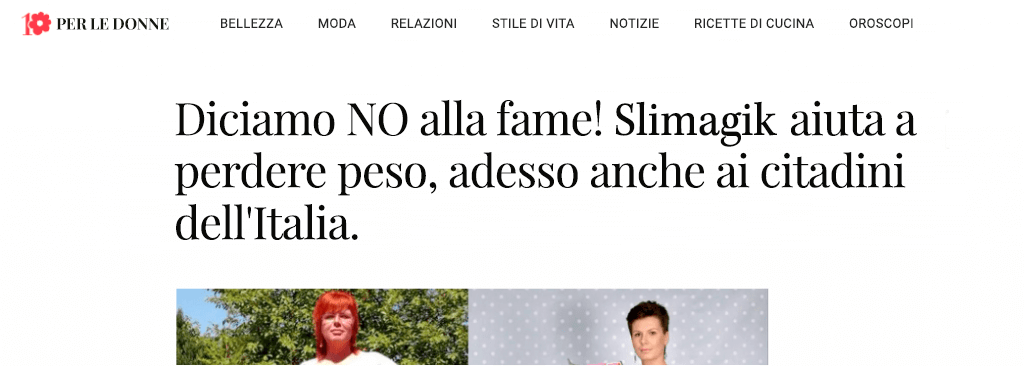 10 PER LE DONNE BELLEZZA MODA RELAZIONI STILE DI VITA NOTIZIE RICETTE DI CUCINA OROSCOPI
Diciamo NO alla fame! Slimagik aiuta a
perdere peso, adesso anche ai citadini
dell'Italia.